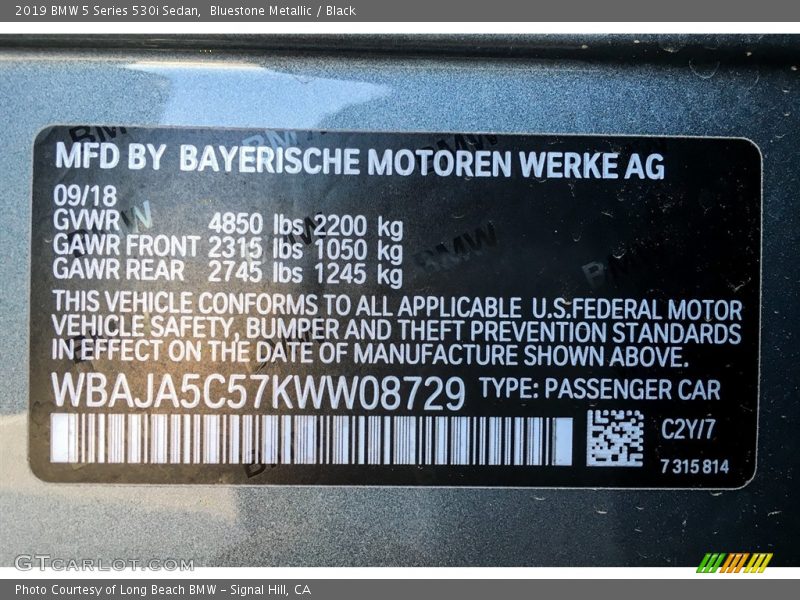 2019 BMW 5 Series 530i Sedan, Bluestone Metallic / Black
MFD BY BAYERISCHE MOTOREN WERKE AG
09/18
GVWR 4850 lbs 2200 kg
GAWR FRONT 2315 lbs 1050 kg
GAWR REAR 2745 lbs 1245 kg
THIS VEHICLE CONFORMS TO ALL APPLICABLE U.S.FEDERAL MOTOR
VEHICLE SAFETY, BUMPER AND THEFT PREVENTION STANDARDS
IN EFFECT ON THE DATE OF MANUFACTURE SHOWN ABOVE.
WBAJA5C57KWW08729 TYPE: PASSENGER CAR
C2Y/7
7 315 814
GTCARLOT.COM
Photo Courtesy of Long Beach BMW - Signal Hill, CA